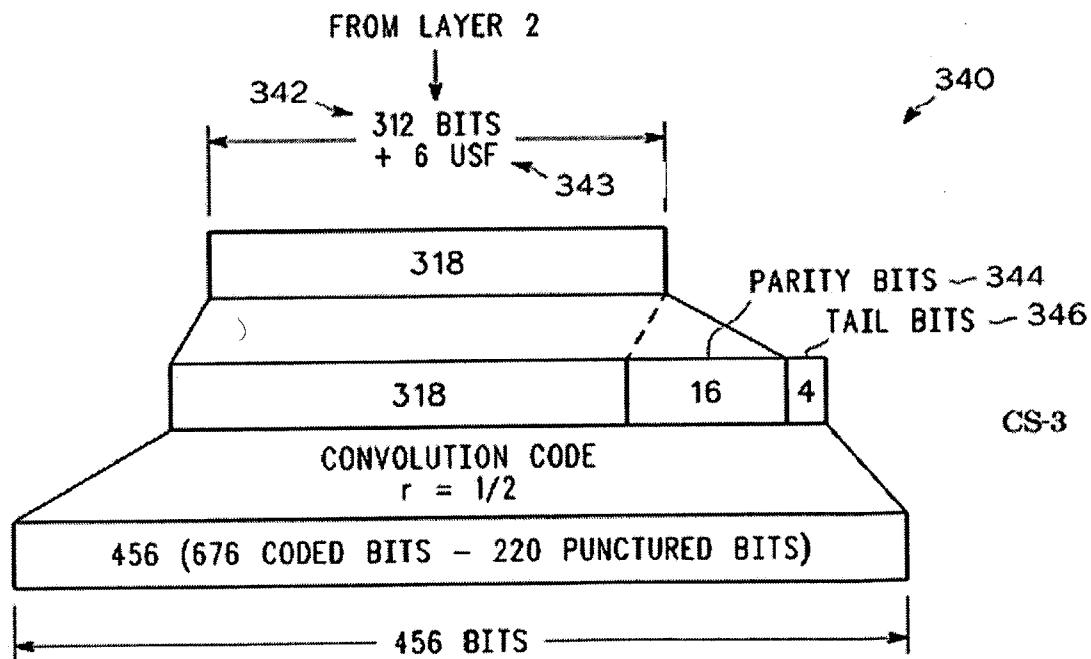 FROM LAYER 2
342
312 BITS
+ 6 USF
343
340
318
PARITY BITS ~ 344
TAIL BITS ~ 346
318
16
4
CS-3
CONVOLUTION CODE
r = 1/2
456 (676 CODED BITS - 220 PUNCTURED BITS)
456 BITS